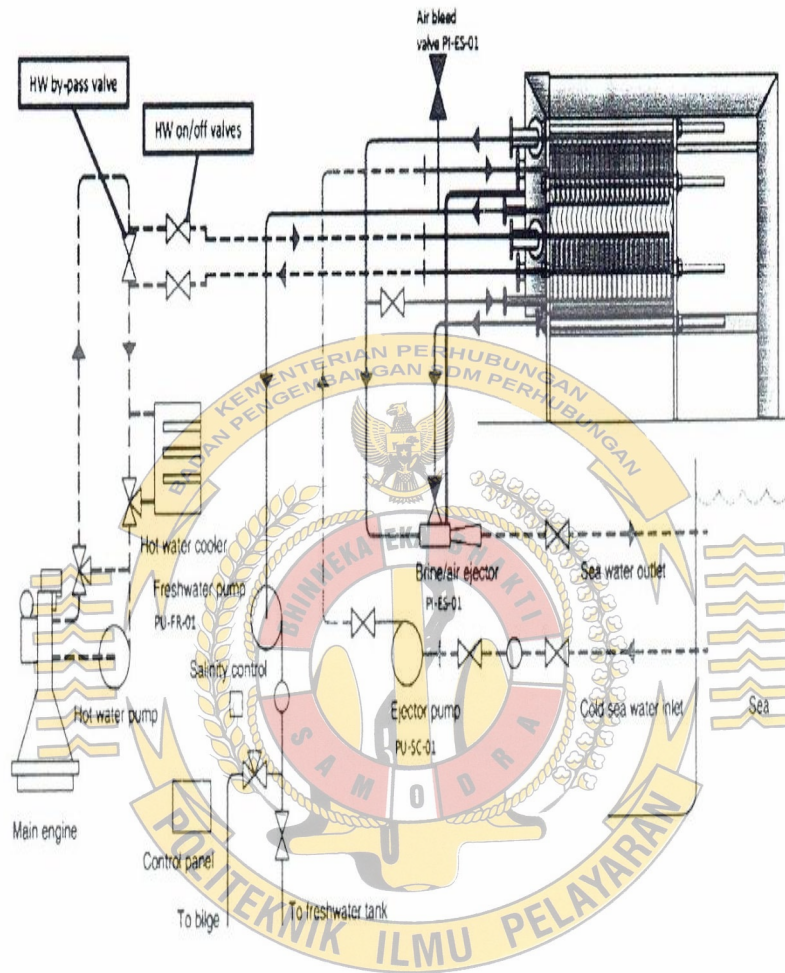 Air bleed
valve PI-ES-01
HW by-pass valve
HW on/off valves
KEMENTERIAN PERHUBUNGAN
BADAN PENGEMBANGAN SDM PERHUBUNGAN
Hot water cooler
Freshwater pump
PU-FR-01
Salinity control
Hot water pump
Main engine
Control panel
To bilge
To freshwater tank
BHINNEKA EKA BHAKTI
Brine/air ejector
PI-ES-01
Sea water outlet
Ejector pump
PU-SC-01
Cold sea water inlet
Sea
SAMODRA
POLITEKNIK ILMU PELAYARAN